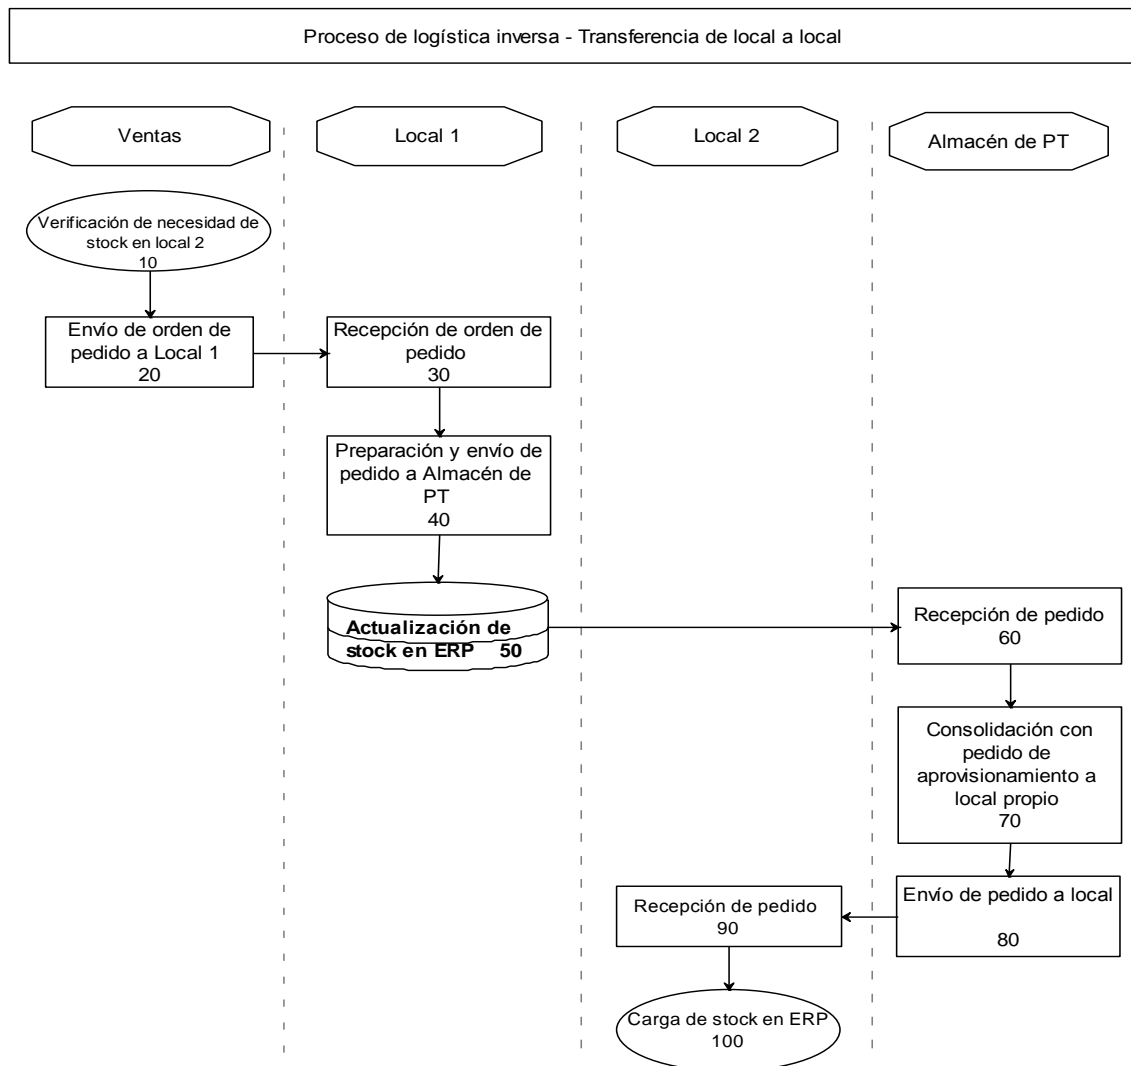 Proceso de logística inversa - Transferencia de local a local
Ventas
Local 1
Local 2
Almacén de PT
Verificación de necesidad de
stock en local 2
10
Envío de orden de
pedido a Local 1
20
Recepción de orden de
pedido
30
Preparación y envío de
pedido a Almacén de
PT
40
Actualización de
stock en ERP 50
Recepción de pedido
60
Consolidación con
pedido de
aprovisionamiento a
local propio
70
Envío de pedido a local
80
Recepción de pedido
90
Carga de stock en ERP
100